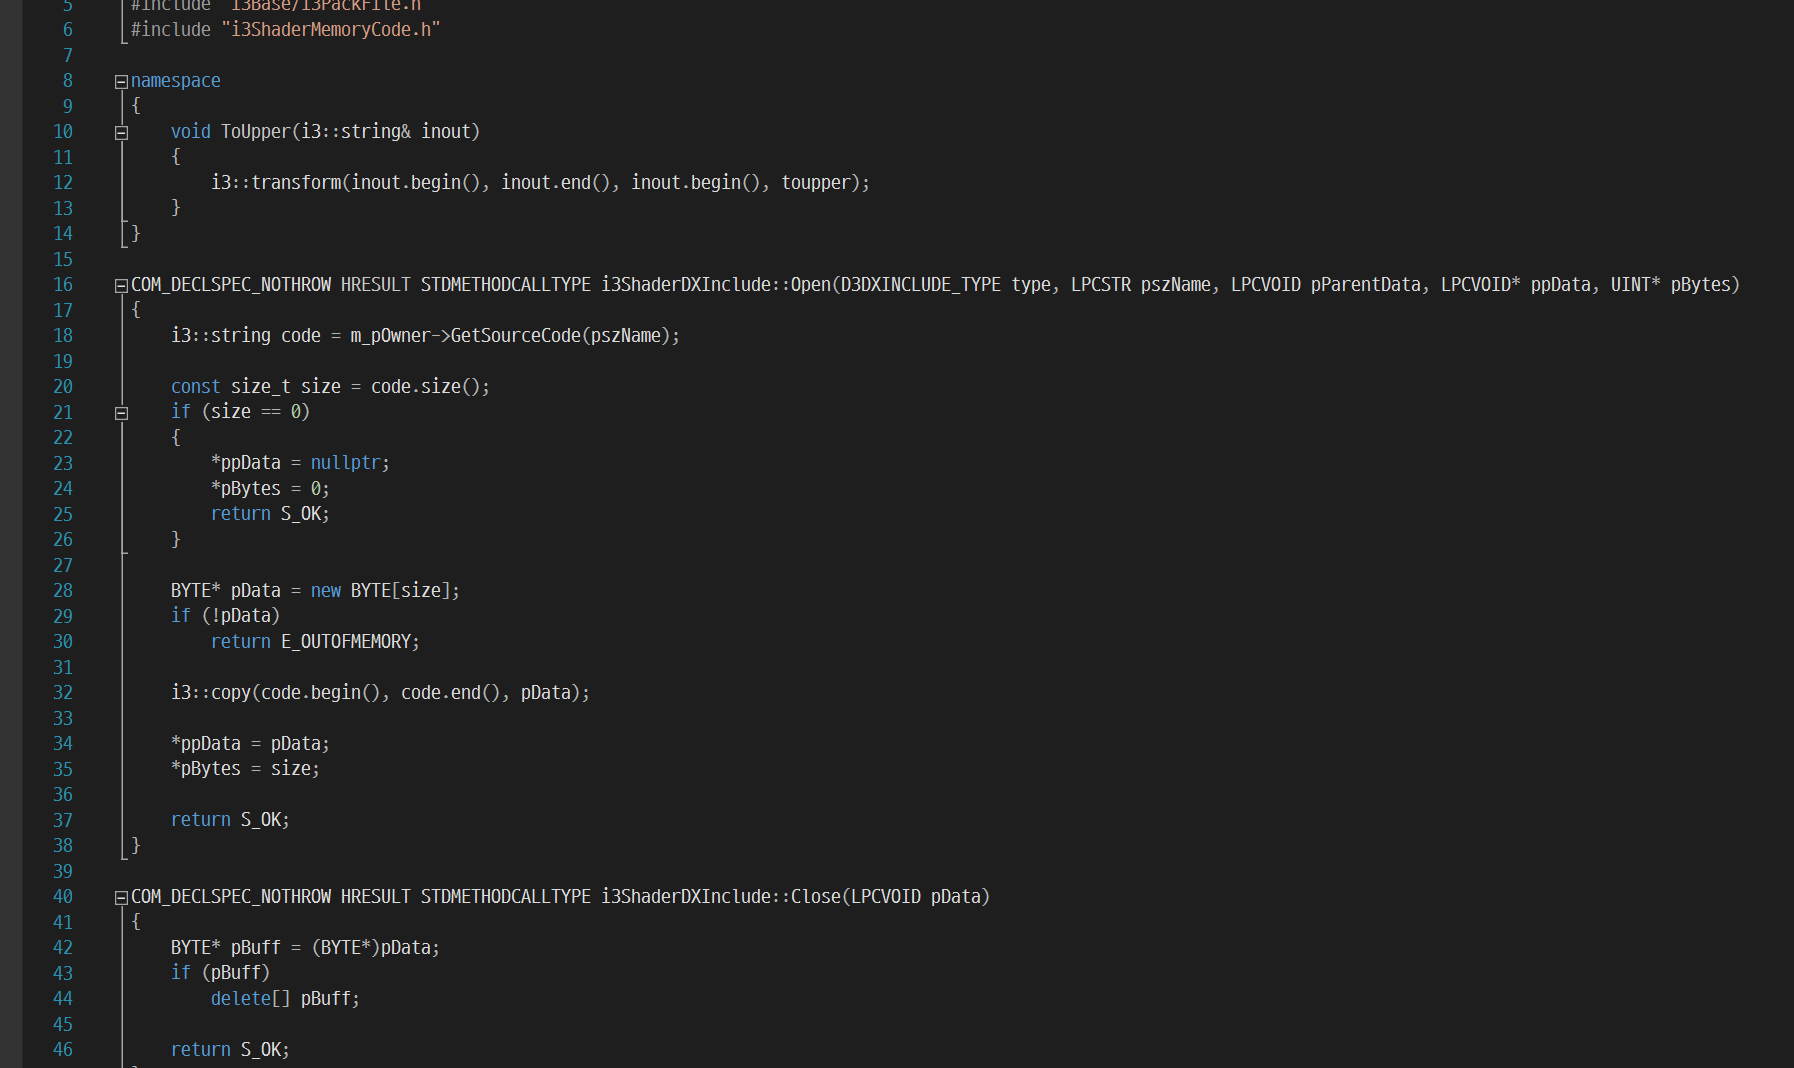 5 #include "i3Base/i3PackFile.h"
6 #include "i3ShaderMemoryCode.h"
7
8 namespace
9 {
10 void ToUpper(i3::string& inout)
11 {
12 i3::transform(inout.begin(), inout.end(), inout.begin(), toupper);
13 }
14 }
15
16 COM_DECLSPEC_NOTHROW HRESULT STDMETHODCALLTYPE i3ShaderDXInclude::Open(D3DXINCLUDE_TYPE type, LPCSTR pszName, LPCVOID pParentData, LPCVOID* ppData, UINT* pBytes)
17 {
18 i3::string code = m_pOwner->GetSourceCode(pszName);
19
20 const size_t size = code.size();
21 if (size == 0)
22 {
23 *ppData = nullptr;
24 *pBytes = 0;
25 return S_OK;
26 }
27
28 BYTE* pData = new BYTE[size];
29 if (!pData)
30 return E_OUTOFMEMORY;
31
32 i3::copy(code.begin(), code.end(), pData);
33
34 *ppData = pData;
35 *pBytes = size;
36
37 return S_OK;
38 }
39
40 COM_DECLSPEC_NOTHROW HRESULT STDMETHODCALLTYPE i3ShaderDXInclude::Close(LPCVOID pData)
41 {
42 BYTE* pBuff = (BYTE*)pData;
43 if (pBuff)
44 delete[] pBuff;
45
46 return S_OK;